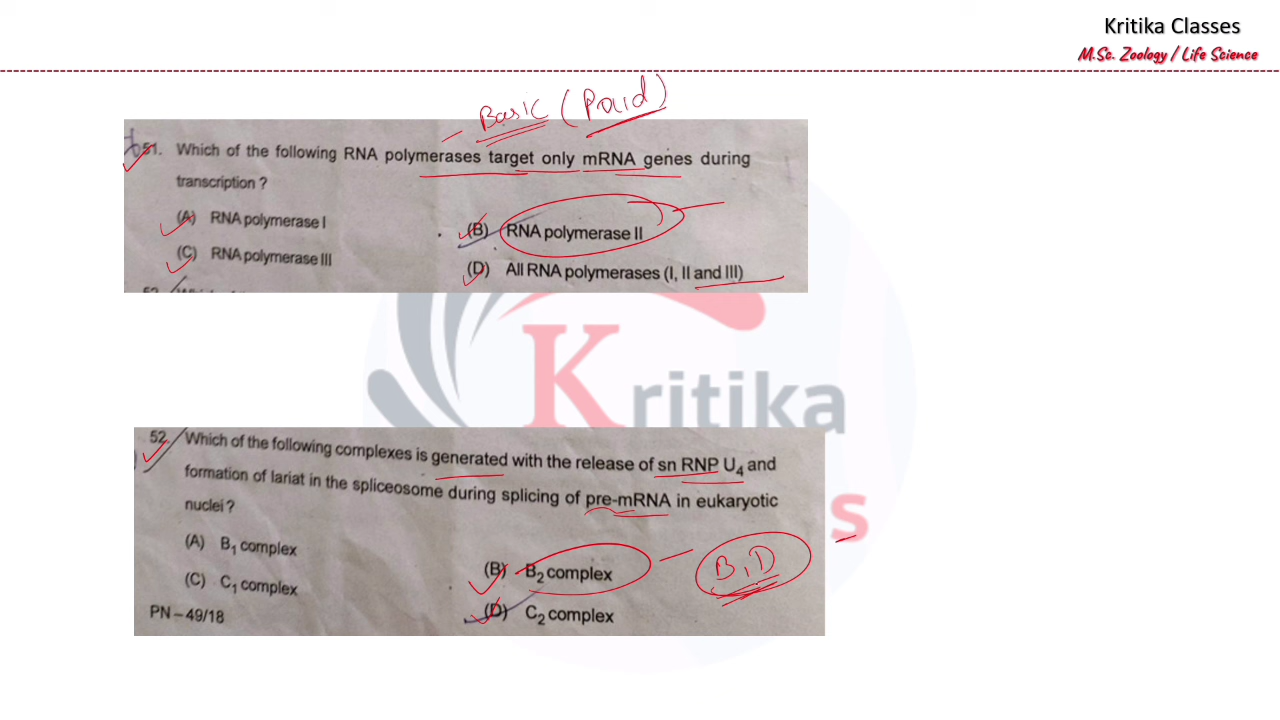 Kritika Classes
M.Sc. Zoology / Life Science
Basic (Paid)
51. Which of the following RNA polymerases target only mRNA genes during
transcription ?
(A) RNA polymerase I
(B) RNA polymerase II
(C) RNA polymerase III
(D) All RNA polymerases (I, II and III)
Kritika
s
52. Which of the following complexes is generated with the release of sn RNP U4 and
formation of lariat in the spliceosome during splicing of pre-mRNA in eukaryotic
nuclei ?
(A) B1 complex
(B) B2 complex
B, D
(C) C1 complex
(D) C2 complex
PN – 49/18